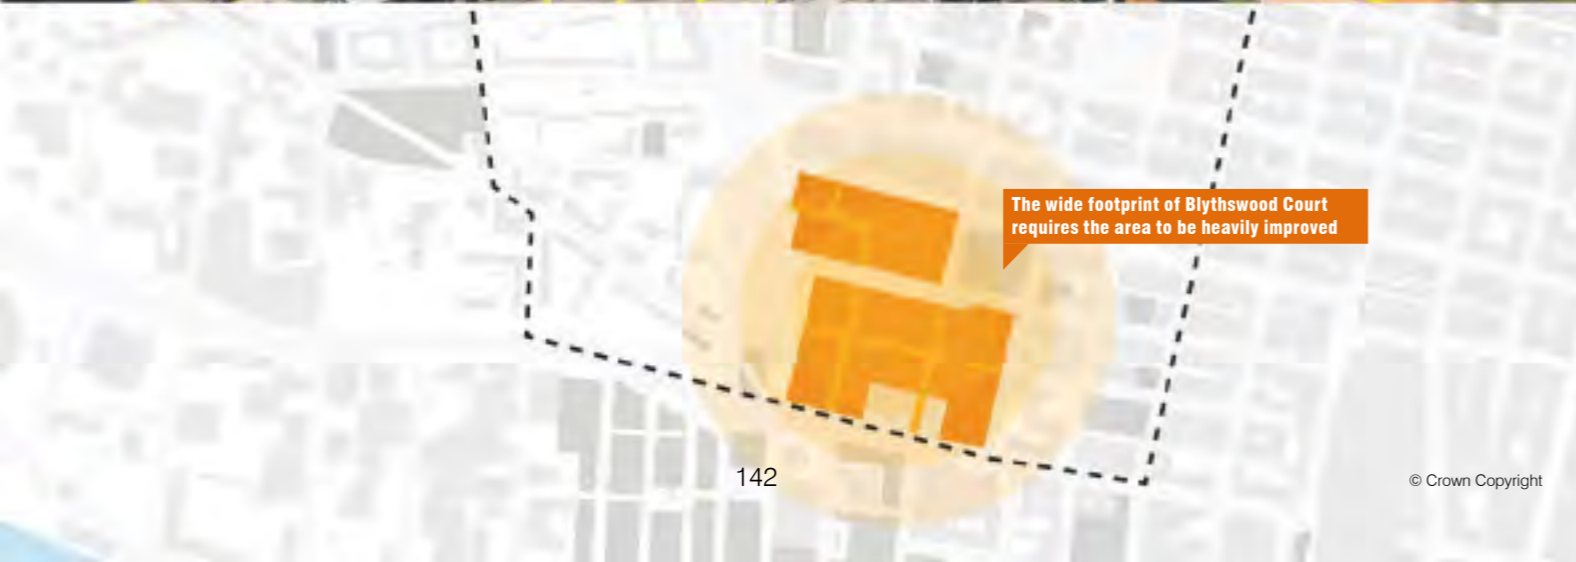 The wide footprint of Blythswood Court
requires the area to be heavily improved
142
© Crown Copyright